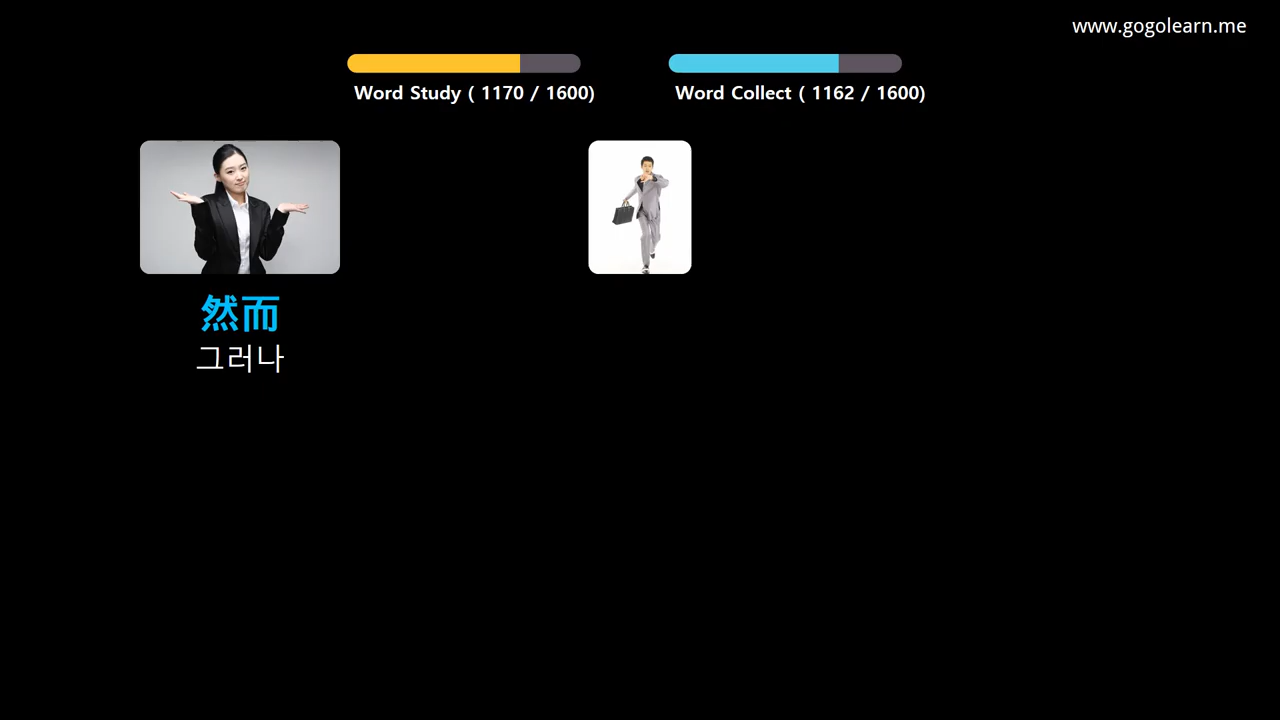 www.gogolearn.me
Word Study ( 1170 / 1600)
Word Collect ( 1162 / 1600)
然而
그러나